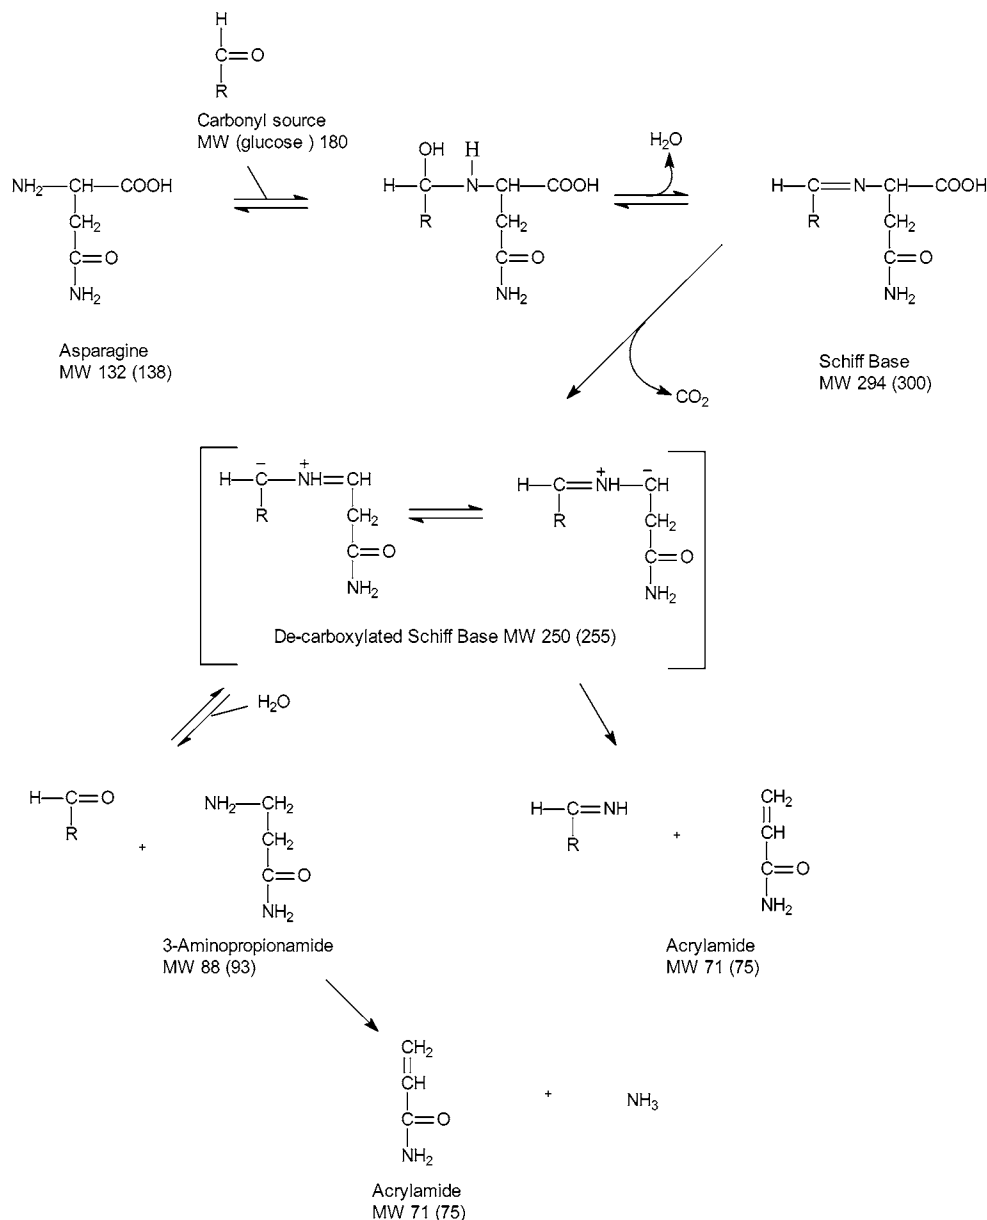 H
C=O
R
Carbonyl source
MW (glucose ) 180
NH2—CH—COOH
CH2
C=O
NH2
Asparagine
MW 132 (138)
OH H
H—C—N—CH—COOH
R CH2
C=O
NH2
H2O
H—C=N—CH—COOH
R CH2
C=O
NH2
Schiff Base
MW 294 (300)
CO2
− +
H—C—NH=CH
R CH2
C=O
NH2
+ −
H—C=NH—CH
R CH2
C=O
NH2
De-carboxylated Schiff Base MW 250 (255)
H2O
H—C=O
R
+
NH2—CH2
CH2
C=O
NH2
3-Aminopropionamide
MW 88 (93)
H—C=NH
R
+
CH2
CH
C=O
NH2
Acrylamide
MW 71 (75)
CH2
CH
C=O
NH2
+
NH3
Acrylamide
MW 71 (75)